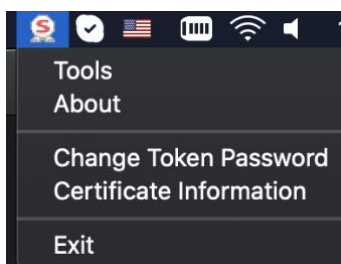 S
Tools
About
Change Token Password
Certificate Information
Exit